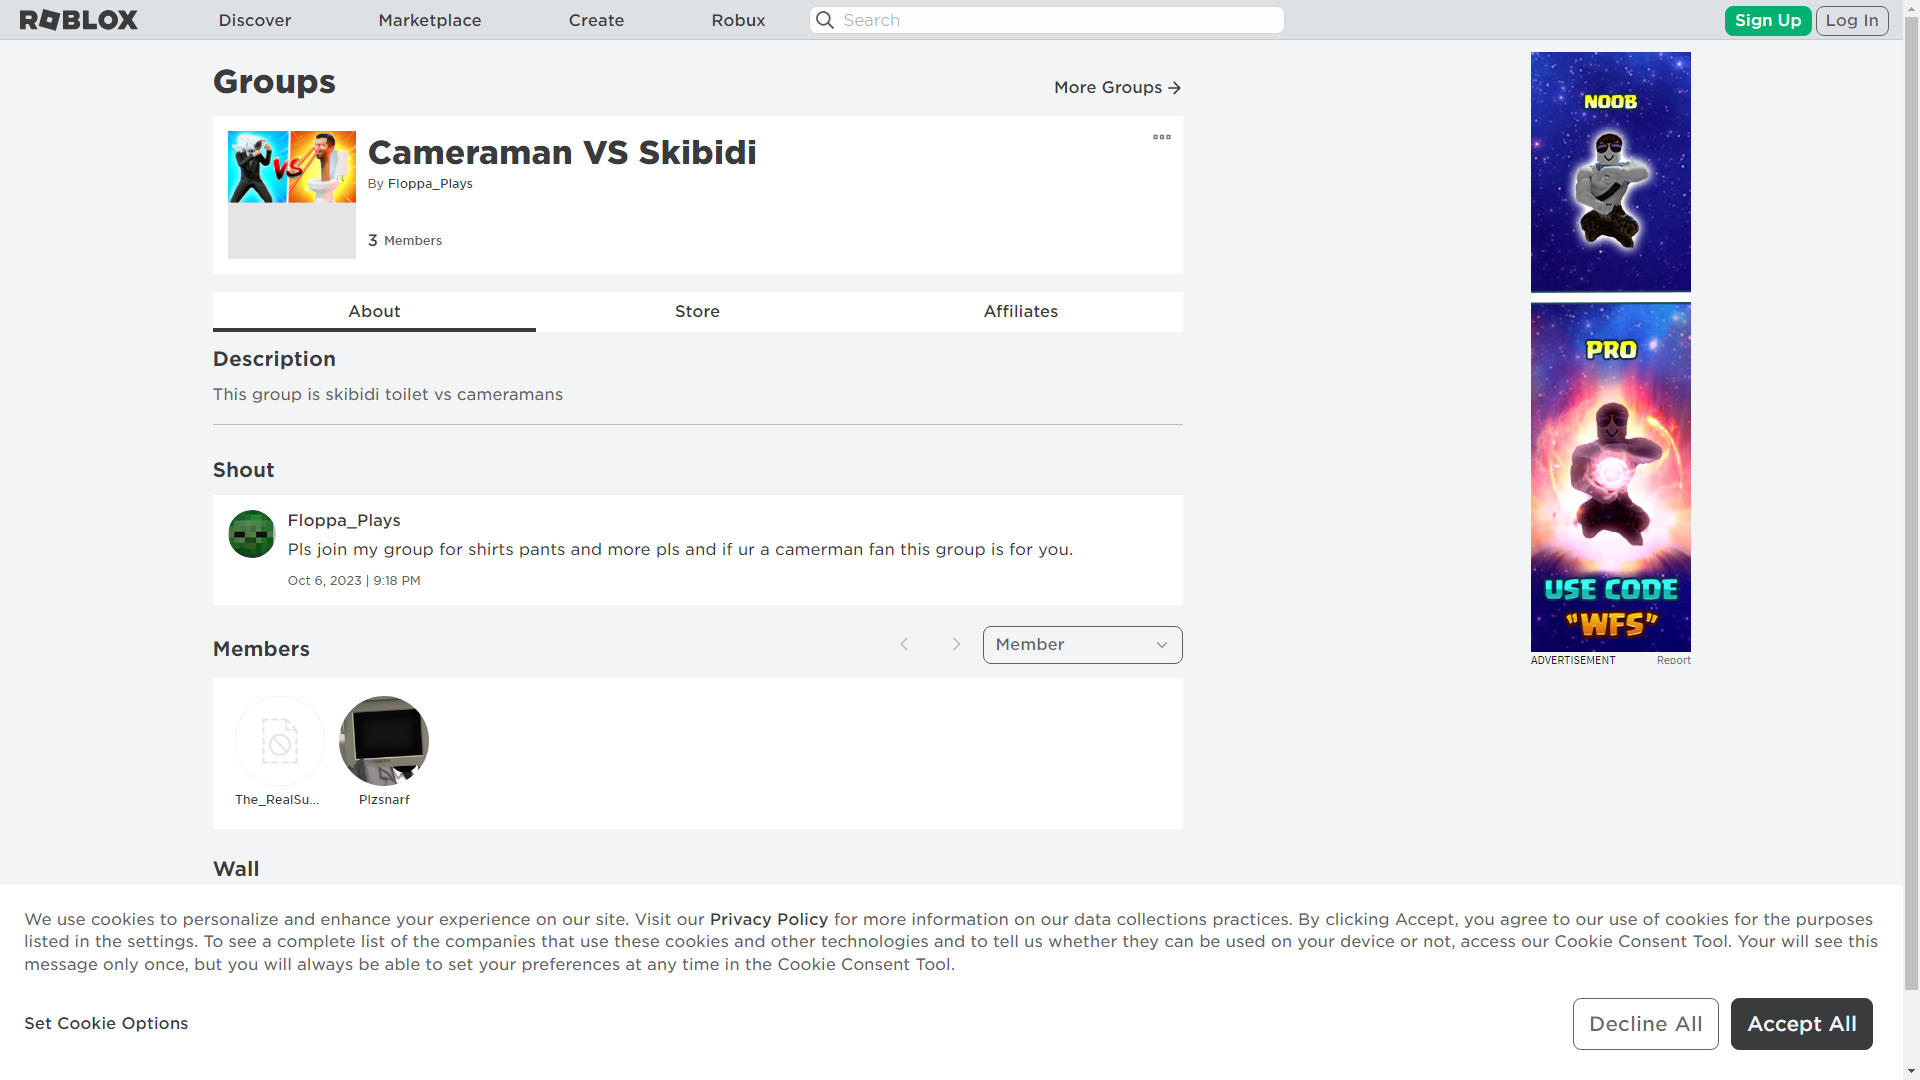 ROBLOX
Discover
Marketplace
Create
Robux
Search
Sign Up
Log In
Groups
More Groups
VS
Cameraman VS Skibidi
By Floppa_Plays
3 Members
About
Store
Affiliates
Description
This group is skibidi toilet vs cameramans
Shout
Floppa_Plays
Pls join my group for shirts pants and more pls and if ur a camerman fan this group is for you.
Oct 6, 2023 | 9:18 PM
Members
Member
The_RealSu...
Plzsnarf
Wall
NOOB
PRO
USE CODE
"WFS"
ADVERTISEMENT
Report
We use cookies to personalize and enhance your experience on our site. Visit our Privacy Policy for more information on our data collections practices. By clicking Accept, you agree to our use of cookies for the purposes
listed in the settings. To see a complete list of the companies that use these cookies and other technologies and to tell us whether they can be used on your device or not, access our Cookie Consent Tool. Your will see this
message only once, but you will always be able to set your preferences at any time in the Cookie Consent Tool.
Set Cookie Options
Decline All
Accept All